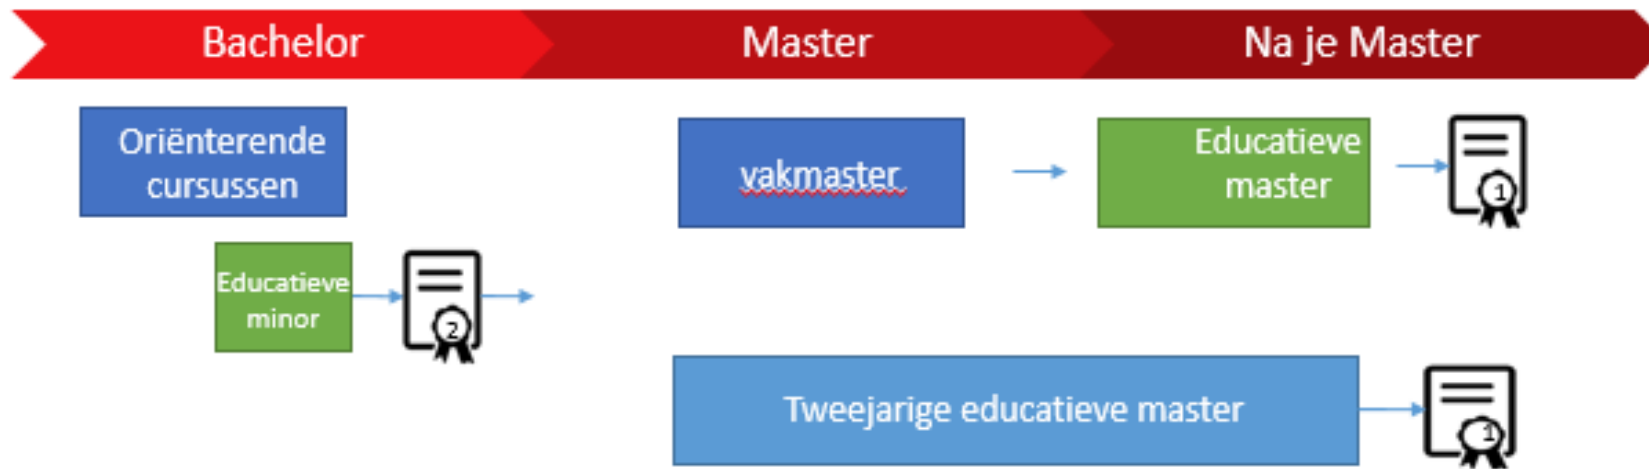 Bachelor
Master
Na je Master
Oriënterende
cursussen
vakmaster
Educatieve
master
1
Educatieve
minor
2
Tweejarige educatieve master
1